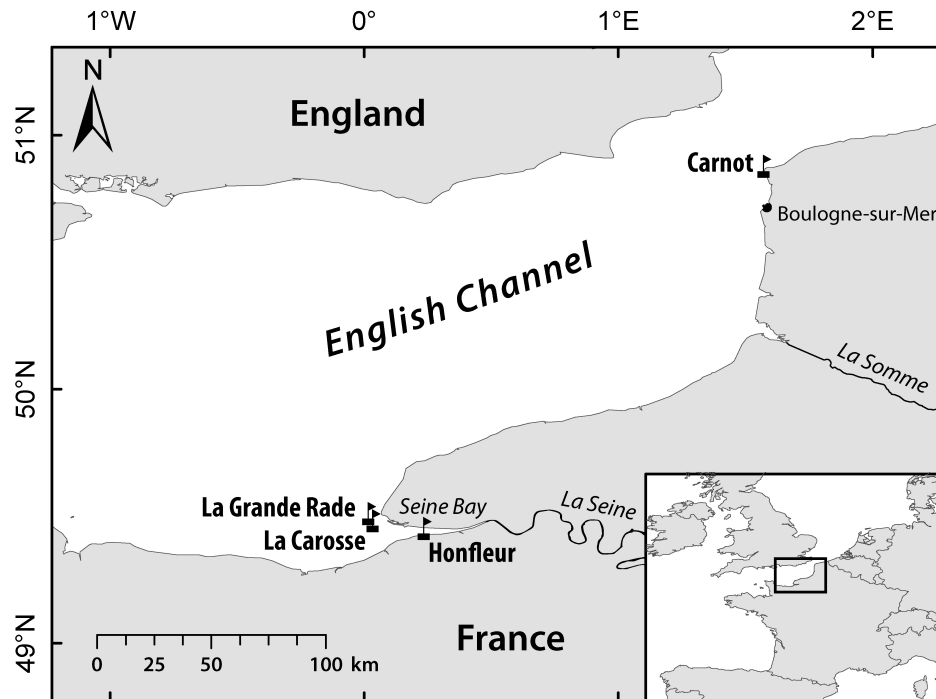 1°W 0° 1°E 2°E
N
England
51°N
Carnot
Boulogne-sur-Mer
English Channel
La Somme
50°N
La Grande Rade
Seine Bay
La Seine
La Carosse
Honfleur
France
49°N
0 25 50 100 km